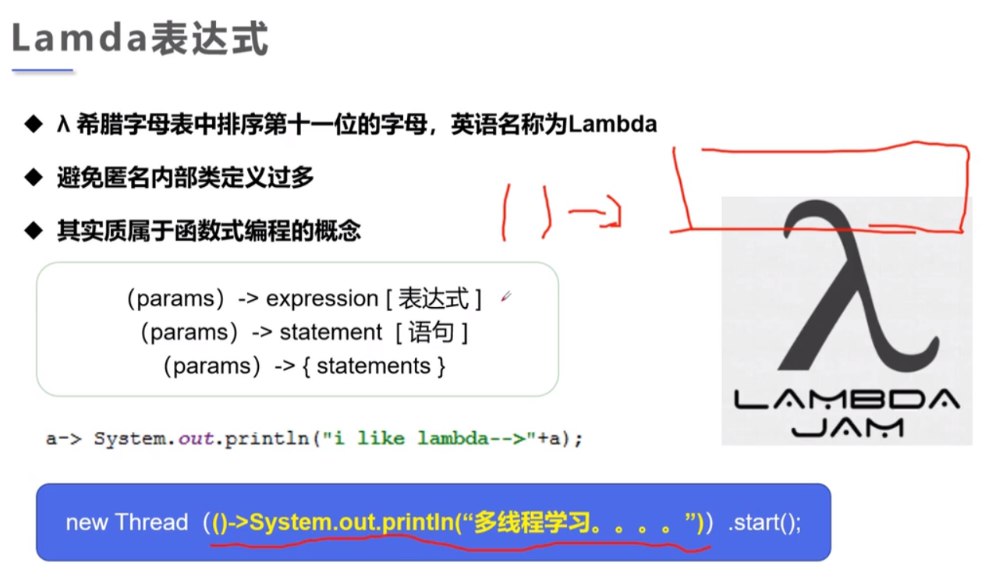 Lamda表达式
◆ λ 希腊字母表中排序第十一位的字母，英语名称为Lambda
◆ 避免匿名内部类定义过多
◆ 其实质属于函数式编程的概念
( ) →
（params）-> expression [ 表达式 ]
（params）-> statement [ 语句 ]
（params）-> { statements }
λ
LAMBDA
JAM
a-> System.out.println("i like lambda-->"+a);
new Thread（()->System.out.println(“多线程学习。。。。”)）.start();